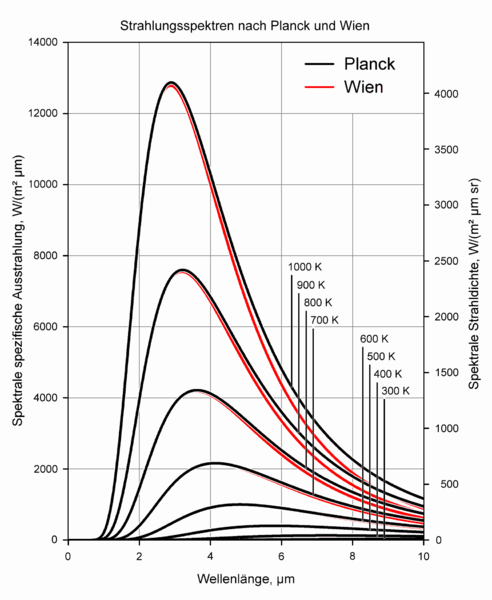 Strahlungsspektren nach Planck und Wien
14000
12000
10000
8000
6000
4000
2000
0
Spektrale spezifische Ausstrahlung, W/(m² µm)
Planck
Wien
4000
3500
3000
2500
2000
1500
1000
500
0
Spektrale Strahldichte, W/(m² µm sr)
1000 K
900 K
800 K
700 K
600 K
500 K
400 K
300 K
0 2 4 6 8 10
Wellenlänge, µm